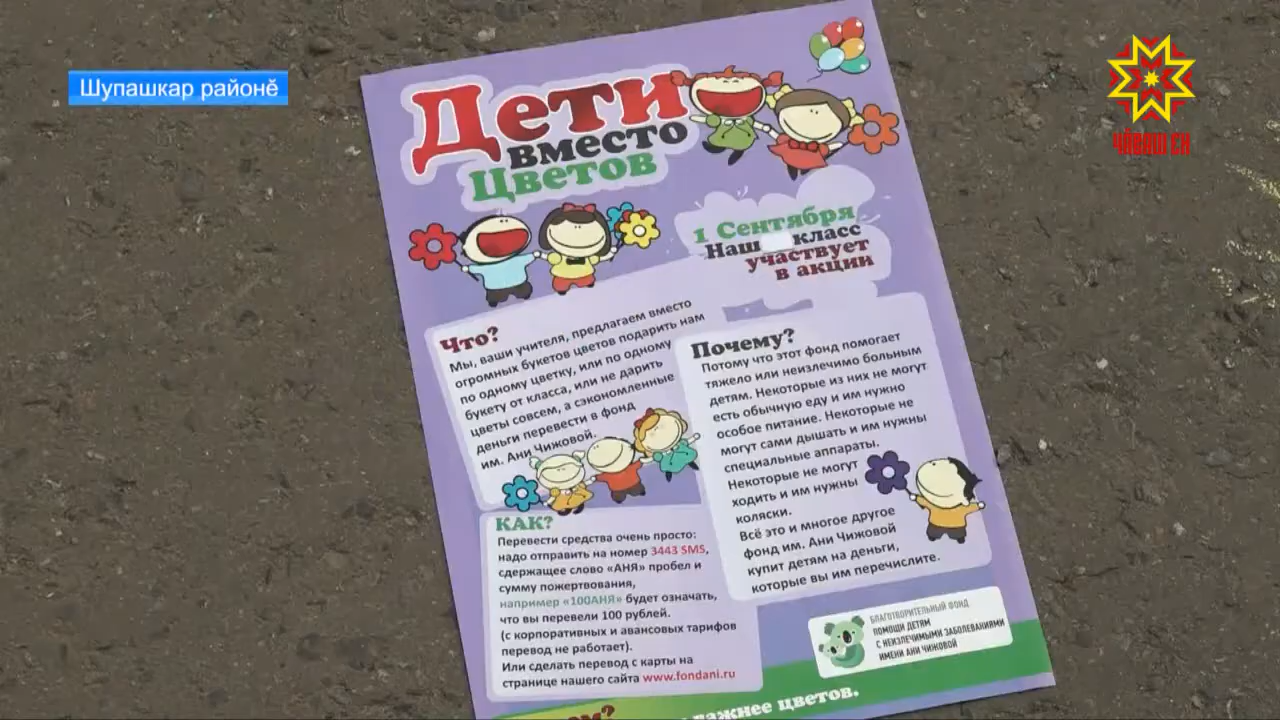 Шупашкар районӗ
ЧӐВАШ ЕН
Дети
вместо
Цветов
1 Сентября
Наш класс
участвует
в акции
Что?
Мы, ваши учителя, предлагаем вместо
огромных букетов цветов подарить нам
по одному цветку, или по одному
букету от класса, или не дарить
цветы совсем, а сэкономленные
деньги перевести в фонд
им. Ани Чижовой.
Почему?
Потому что этот фонд помогает
тяжело или неизлечимо больным
детям. Некоторые из них не могут
есть обычную еду и им нужно
особое питание. Некоторые не
могут сами дышать и им нужны
специальные аппараты.
Некоторые не могут
ходить и им нужны
коляски.
Всё это и многое другое
фонд им. Ани Чижовой
купит детям на деньги,
которые вы им перечислите.
КАК?
Перевести средства очень просто:
надо отправить на номер 3443 SMS,
сдержащее слово «АНЯ» пробел и
сумму пожертвования,
например «100АНЯ» будет означать,
что вы перевели 100 рублей.
(с корпоративных и авансовых тарифов
перевод не работает).
Или сделать перевод с карты на
странице нашего сайта www.fondani.ru
БЛАГОТВОРИТЕЛЬНЫЙ ФОНД
ПОМОЩИ ДЕТЯМ
С НЕИЗЛЕЧИМЫМИ ЗАБОЛЕВАНИЯМИ
ИМЕНИ АНИ ЧИЖОВОЙ
цветов.